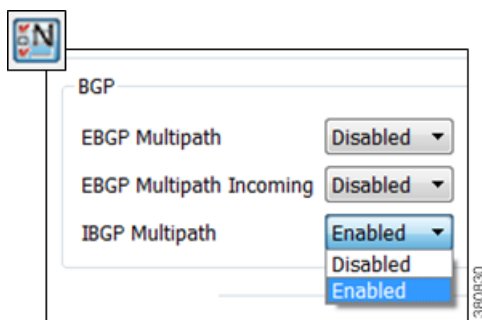 N
BGP
EBGP Multipath Disabled
EBGP Multipath Incoming Disabled
IBGP Multipath Enabled
Disabled
Enabled
380830